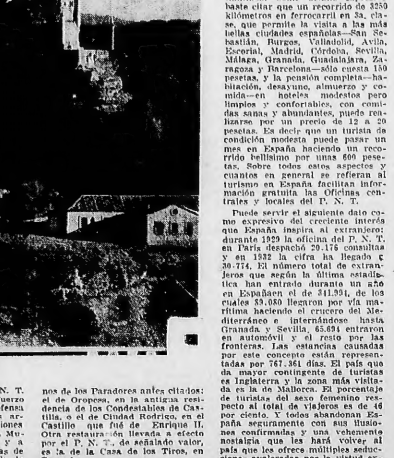 baste citar que un recorrido de 3250
kilómetros en ferrocarril en 3a, cla-
se, que permite la visita a las más
bellas ciudades españolas—San Se-
bastián, Burgos, Valladolid, Avila,
Escorial, Madrid, Córdoba, Sevilla,
Málaga, Granada, Guadalajara, Za-
ragoza y Barcelona—sólo cuesta 150
pesetas, y la pensión completa—ha-
bitación, desayuno, almuerzo y co-
mida—en hoteles modestos pero
limpios y confortables, con comi-
das sanas y abundantes, puede rea-
lizarse por un precio de 12 a 20
pesetas. Es decir que un turista de
condición modesta puede pasar un
mes en España haciendo un reco-
rrido bellísimo por unas 600 pese-
tas. Sobre todos estos aspectos y
cuantos en general se refieran al
turismo en España facilitan infor-
mación gratuita las Oficinas cen-
trales y locales del P. N. T.
Puede servir el siguiente dato co-
mo expresivo del creciente interés
que España inspira al extranjero:
durante 1929 la oficina del P. N. T.
en París despachó 20.176 consultas
y en 1932 la cifra ha llegado
30.774. El número total de extran-
jeros que según la última estadís-
tica han entrado durante un año
en Españaen el de 341.991, de los
cuales 89.080 llegaron por vía ma-
rítima haciendo el crucero del Me-
diterráneo e internándose hasta
Granada y Sevilla, 65.694 entraron
en automóvil y el resto por las
fronteras. Las estancias causadas
por este concepto están represen-
tadas por 767.361 días. El país que
da mayor contingente de turistas
es Inglaterra y la zona más visita-
da es la de Mallorca. El porcentaje
de turistas del sexo femenino res-
pecto al total de viajeros es de 46
por ciento. Y todos abandonan Es-
paña seguramente con sus ilusio-
nes confirmadas y una vehemente
nostalgia que les hará volver al
país que les ofrece múltiples seduc-
N. T.
uerzo
fensa
s ar-
iones
Mu-
y a
as de
nos de los Paradores antes citados:
el de Oropesa, en la antigua resi-
dencia de los Condestables de Cas-
tilla, o el de Ciudad Rodrigo, en el
Castillo que fué de Enrique II.
Otra restauración llevada a efecto
por el P. N. T., de señalado valor,
es la de la Casa de los Tiros, en